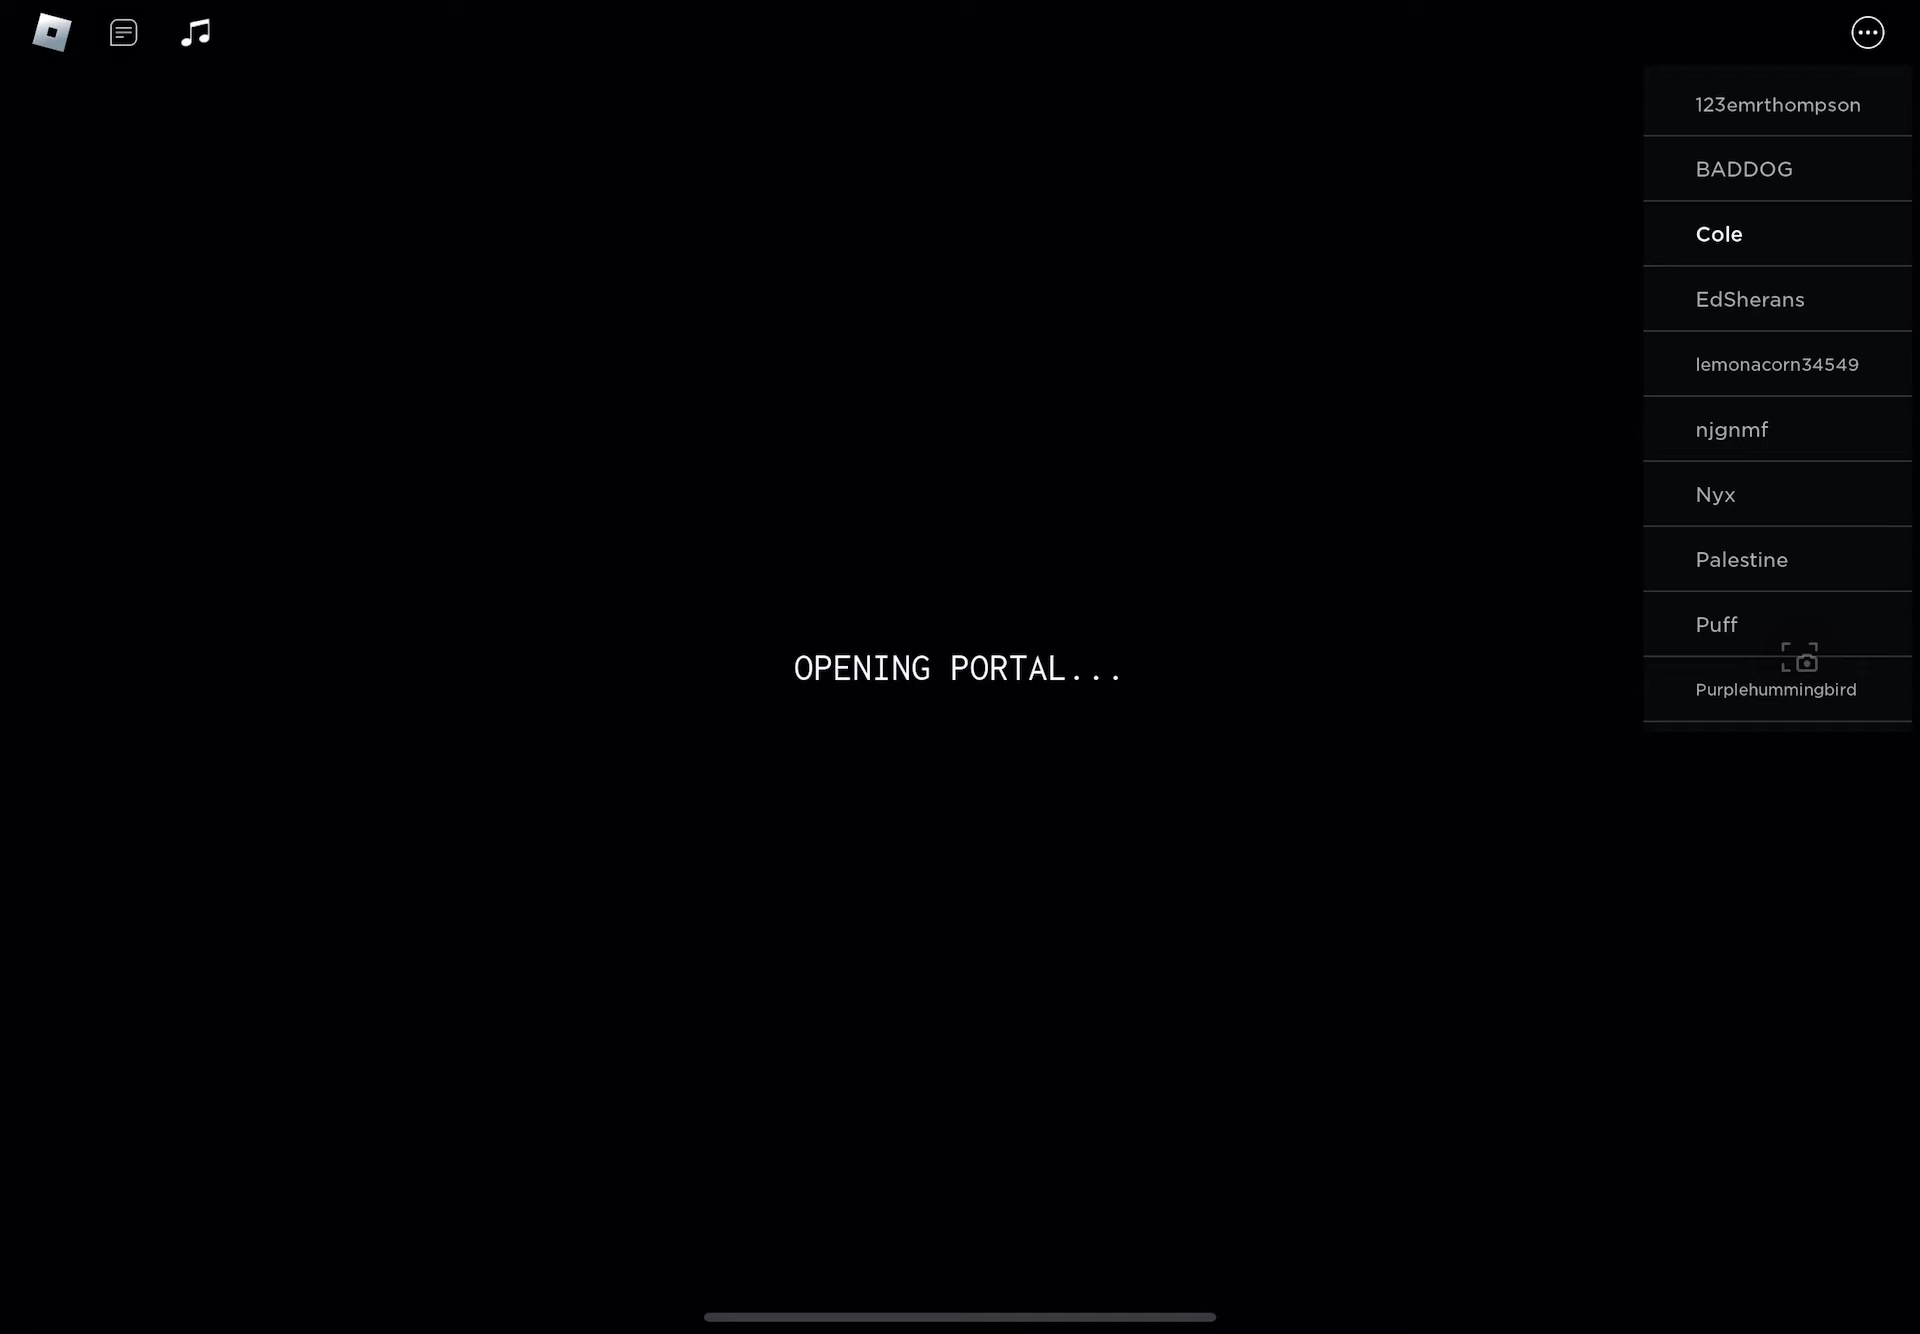 123emrthompson
BADDOG
Cole
EdSherans
lemonacorn34549
njgnmf
Nyx
Palestine
Puff
OPENING PORTAL...
Purplehummingbird